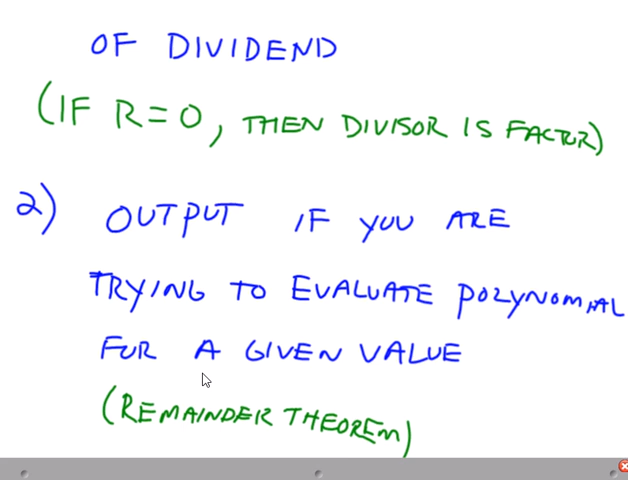 OF DIVIDEND
(IF R=0, THEN DIVISOR IS FACTOR)
2) OUTPUT IF YOU ARE
TRYING TO EVALUATE POLYNOMIAL
FOR A GIVEN VALUE
(REMAINDER THEOREM)